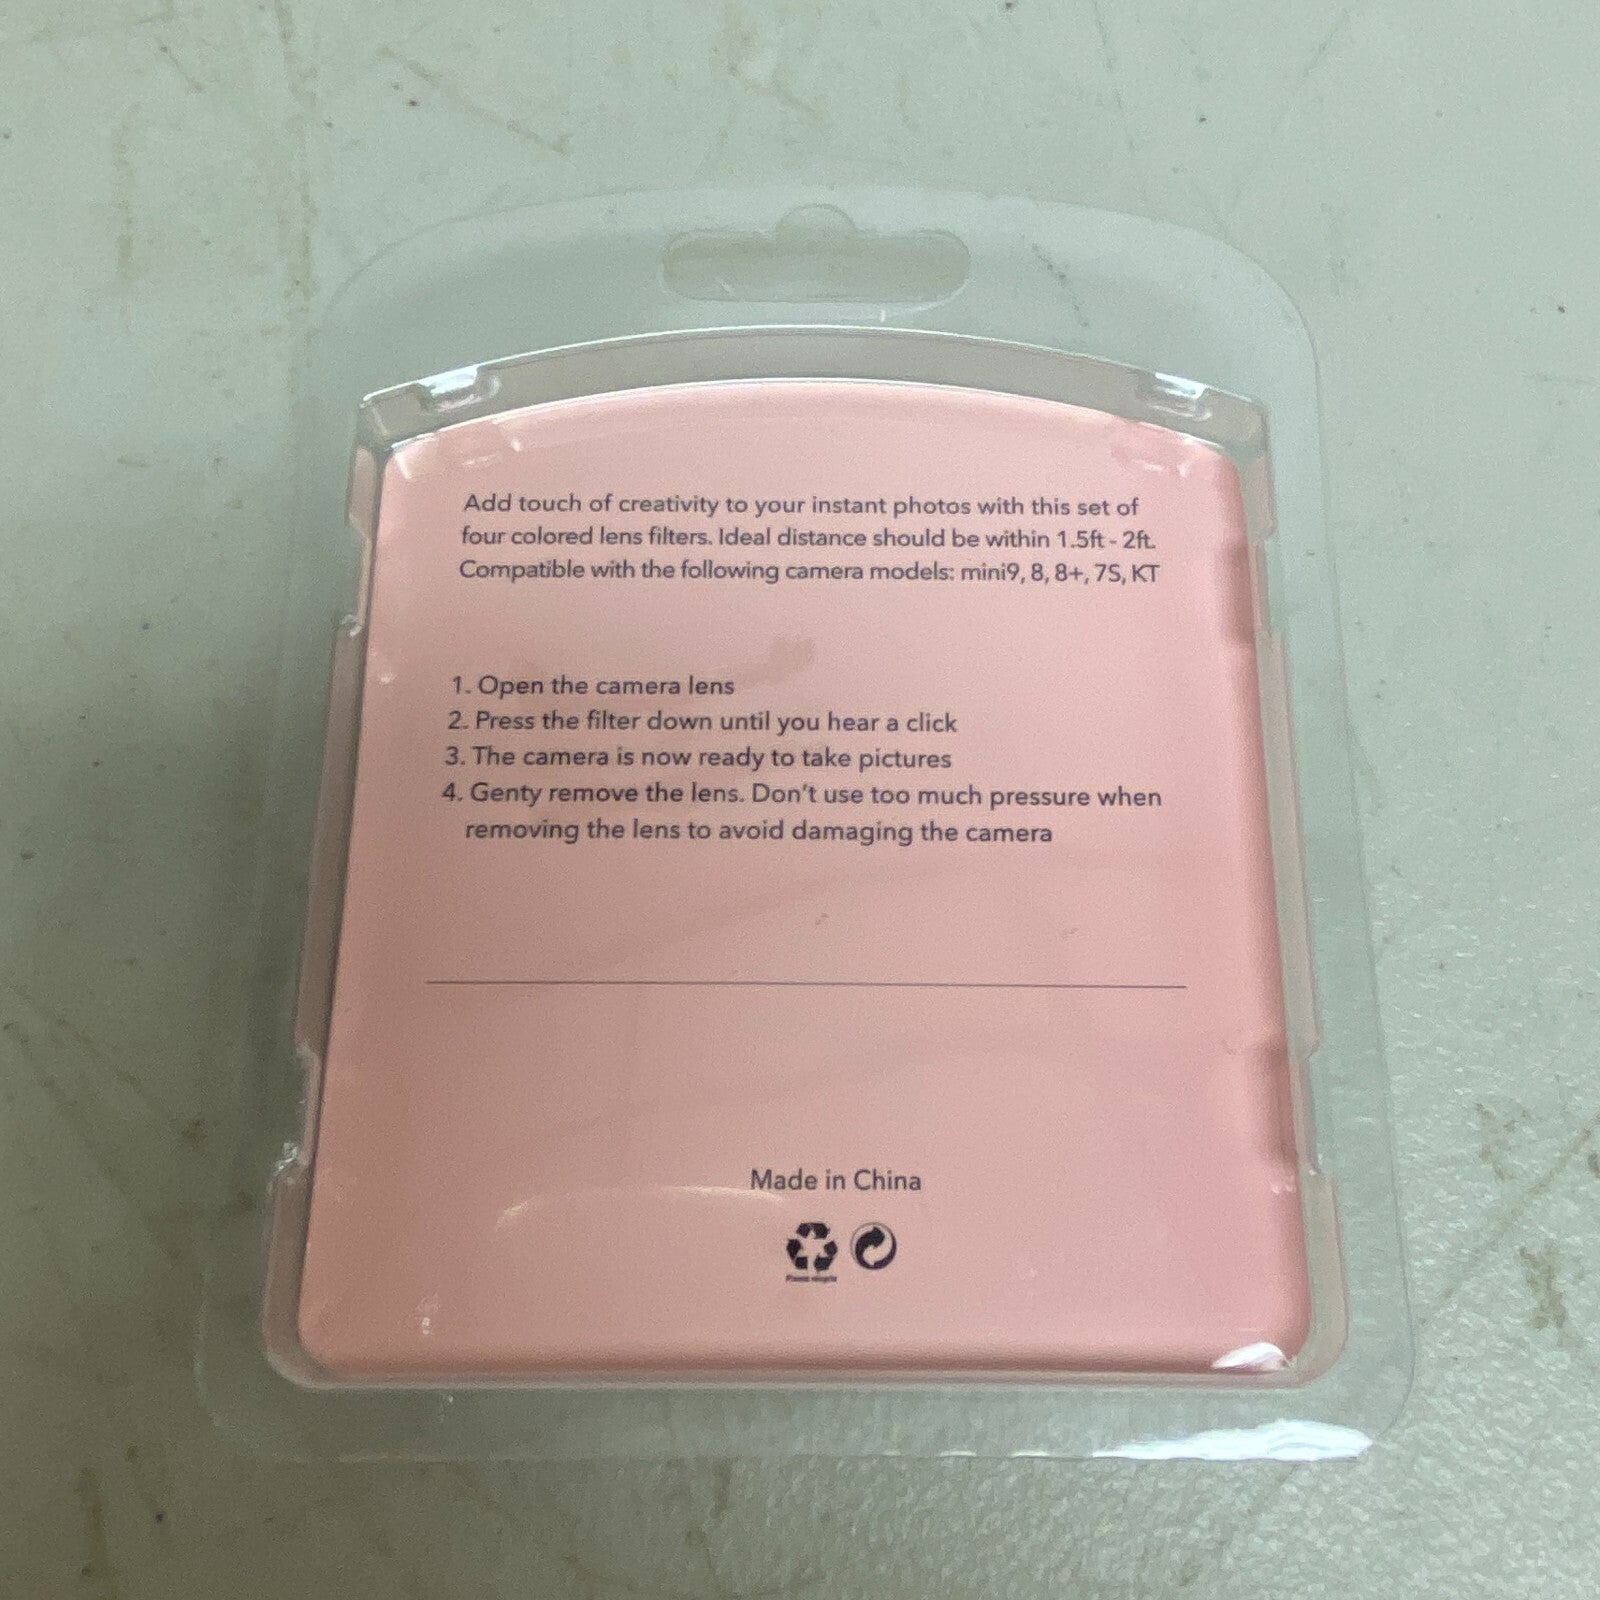 Add touch of creativity to your instant photos with this set of
four colored lens filters. Ideal distance should be within 1.5ft - 2ft.
Compatible with the following camera models: mini9, 8, 8+, 7S, KT
1. Open the camera lens
2. Press the filter down until you hear a click
3. The camera is now ready to take pictures
4. Genty remove the lens. Don't use too much pressure when
removing the lens to avoid damaging the camera
Made in China
Please recycle